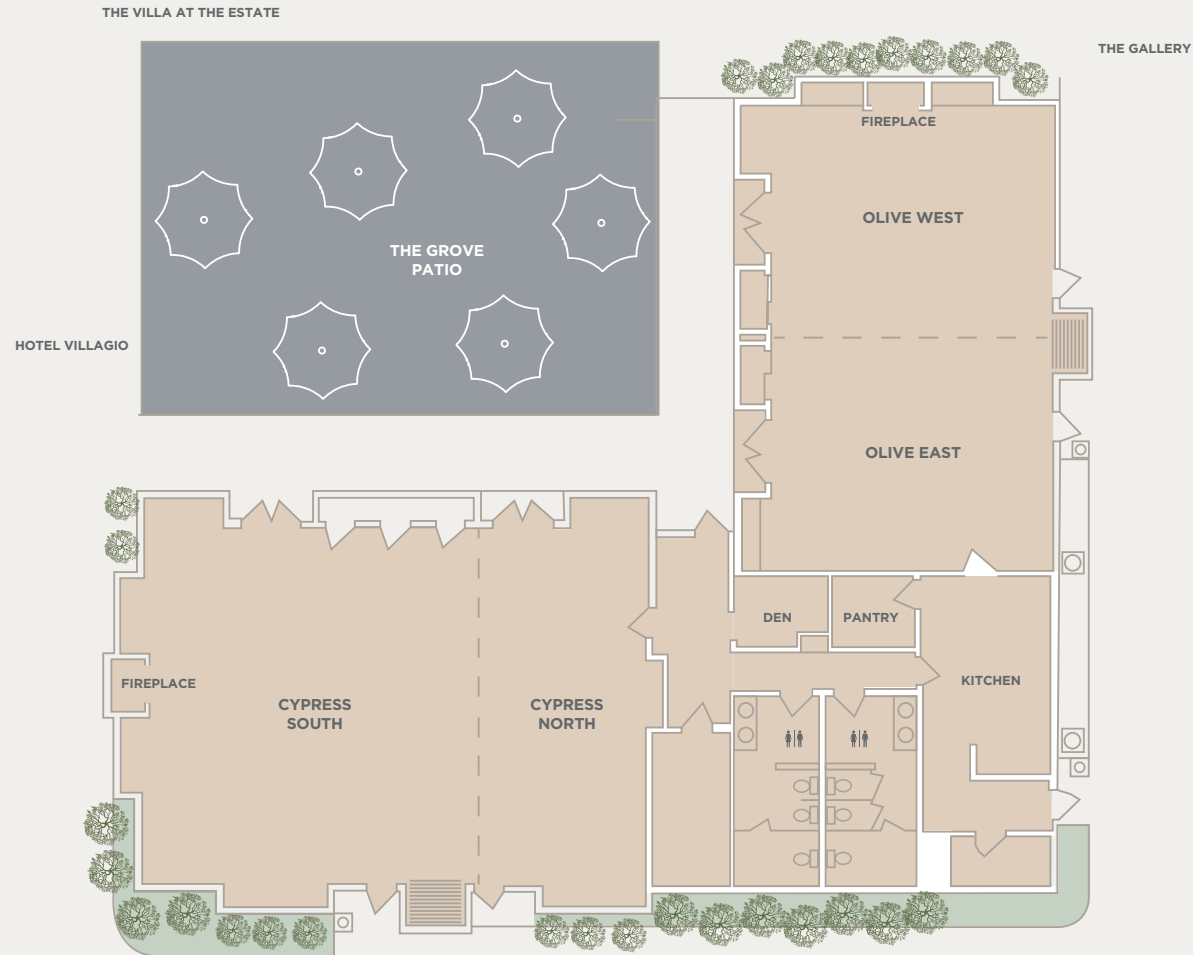 THE VILLA AT THE ESTATE
THE GALLERY
FIREPLACE
OLIVE WEST
THE GROVE
PATIO
HOTEL VILLAGIO
OLIVE EAST
DEN
PANTRY
KITCHEN
FIREPLACE
CYPRESS
SOUTH
CYPRESS
NORTH